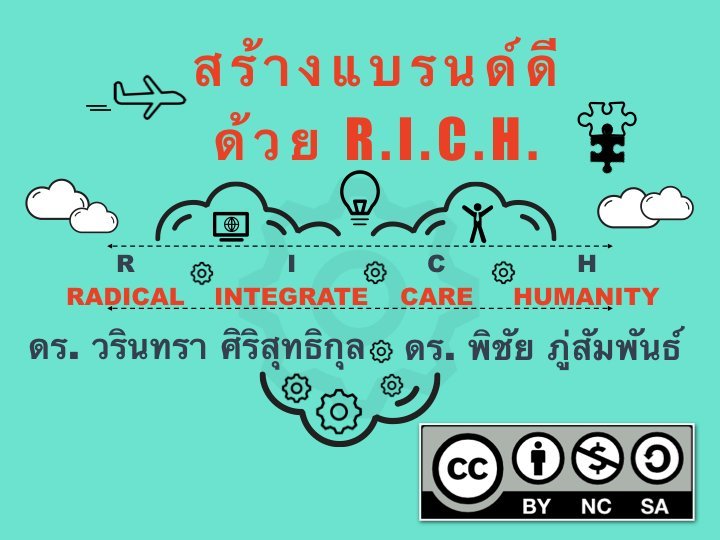 สร้างแบรนด์ดี
ด้วย R.I.C.H.
R I C H
RADICAL INTEGRATE CARE HUMANITY
ดร. วรินทรา ศิริสุทธิกุล ดร. พิชัย ภู่สัมพันธ์
CC
BY NC SA